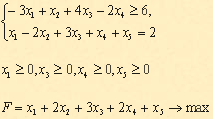 { − 3x₁ + x₂ + 4x₃ − 2x₄ ≥ 6,
x₁ − 2x₂ + 3x₃ + x₄ + x₅ = 2
x₁ ≥ 0, x₃ ≥ 0, x₄ ≥ 0, x₅ ≥ 0
F = x₁ + 2x₂ + 3x₃ + 2x₄ + x₅ → max